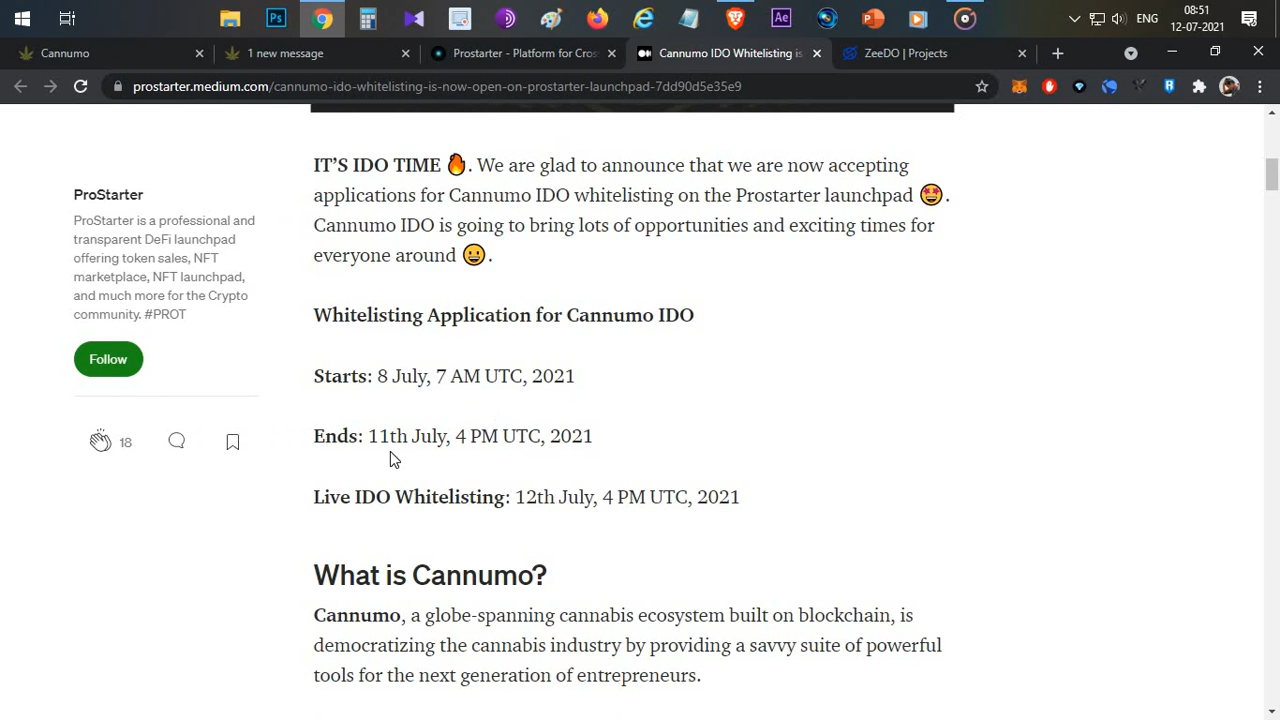 ENG
08:51
12-07-2021
Cannumo
1 new message
Prostarter - Platform for Cros
Cannumo IDO Whitelisting is
ZeeDO | Projects
prostarter.medium.com/cannumo-ido-whitelisting-is-now-open-on-prostarter-launchpad-7dd90d5e35e9
ProStarter
ProStarter is a professional and
transparent DeFi launchpad
offering token sales, NFT
marketplace, NFT launchpad,
and much more for the Crypto
community. #PROT
Follow
18
IT’S IDO TIME 🔥. We are glad to announce that we are now accepting
applications for Cannumo IDO whitelisting on the Prostarter launchpad 🤩.
Cannumo IDO is going to bring lots of opportunities and exciting times for
everyone around 😀.
Whitelisting Application for Cannumo IDO
Starts: 8 July, 7 AM UTC, 2021
Ends: 11th July, 4 PM UTC, 2021
Live IDO Whitelisting: 12th July, 4 PM UTC, 2021
What is Cannumo?
Cannumo, a globe-spanning cannabis ecosystem built on blockchain, is
democratizing the cannabis industry by providing a savvy suite of powerful
tools for the next generation of entrepreneurs.